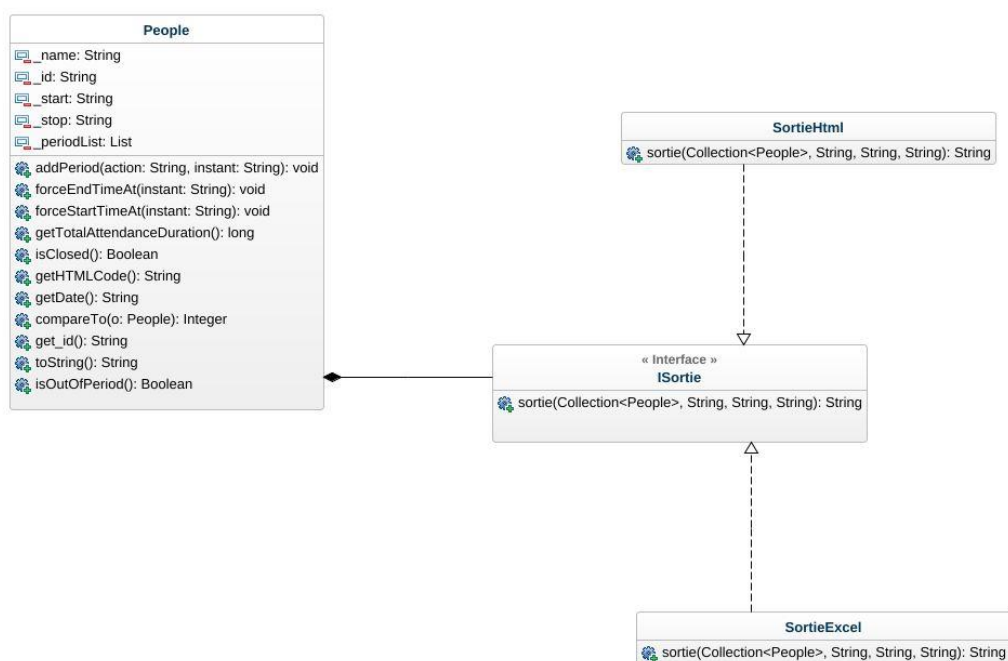 People
_name: String
_id: String
_start: String
_stop: String
_periodList: List
addPeriod(action: String, instant: String): void
forceEndTimeAt(instant: String): void
forceStartTimeAt(instant: String): void
getTotalAttendanceDuration(): long
isClosed(): Boolean
getHTMLCode(): String
getDate(): String
compareTo(o: People): Integer
get_id(): String
toString(): String
isOutOfPeriod(): Boolean
SortieHtml
sortie(Collection<People>, String, String, String): String
« Interface »
ISortie
sortie(Collection<People>, String, String, String): String
SortieExcel
sortie(Collection<People>, String, String, String): String